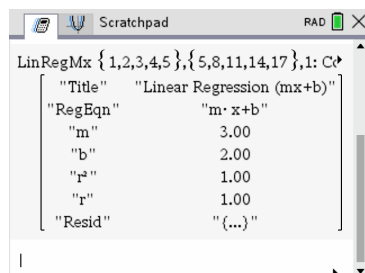 Scratchpad RAD
LinRegMx {1,2,3,4,5},{5,8,11,14,17},1: Co
"Title" "Linear Regression (mx+b)"
"RegEqn" "m·x+b"
"m" 3.00
"b" 2.00
"r²" 1.00
"r" 1.00
"Resid" "{...}"